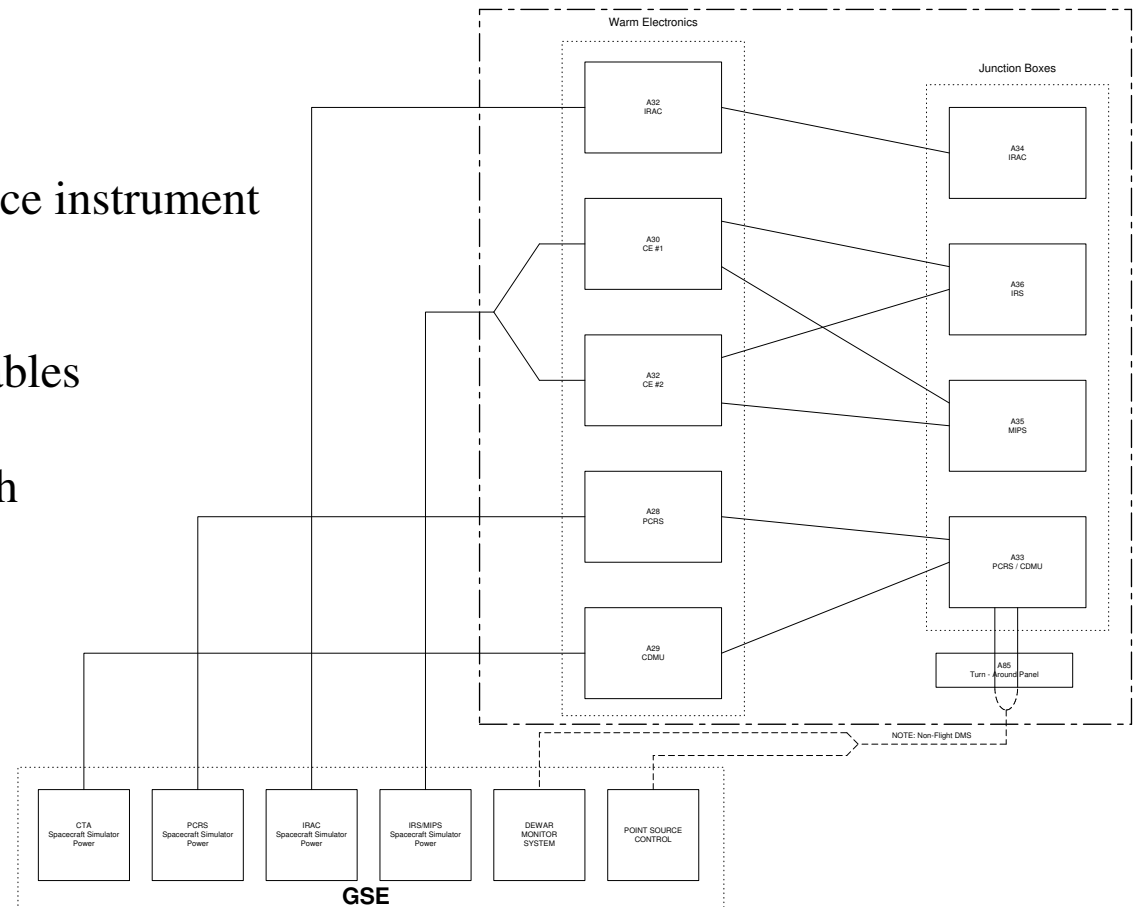 ce instrument
ables
h
Warm Electronics
Junction Boxes
A32
IRAC
A34
IRAC
A30
CE #1
A36
IRS
A32
CE #2
A35
MIPS
A28
PCRS
A33
PCRS / CDMU
A29
CDMU
A85
Turn - Around Panel
NOTE: Non-Flight DMS
CTA
Spacecraft Simulator
Power
PCRS
Spacecraft Simulator
Power
IRAC
Spacecraft Simulator
Power
IRS/MIPS
Spacecraft Simulator
Power
DEWAR
MONITOR
SYSTEM
POINT SOURCE
CONTROL
GSE